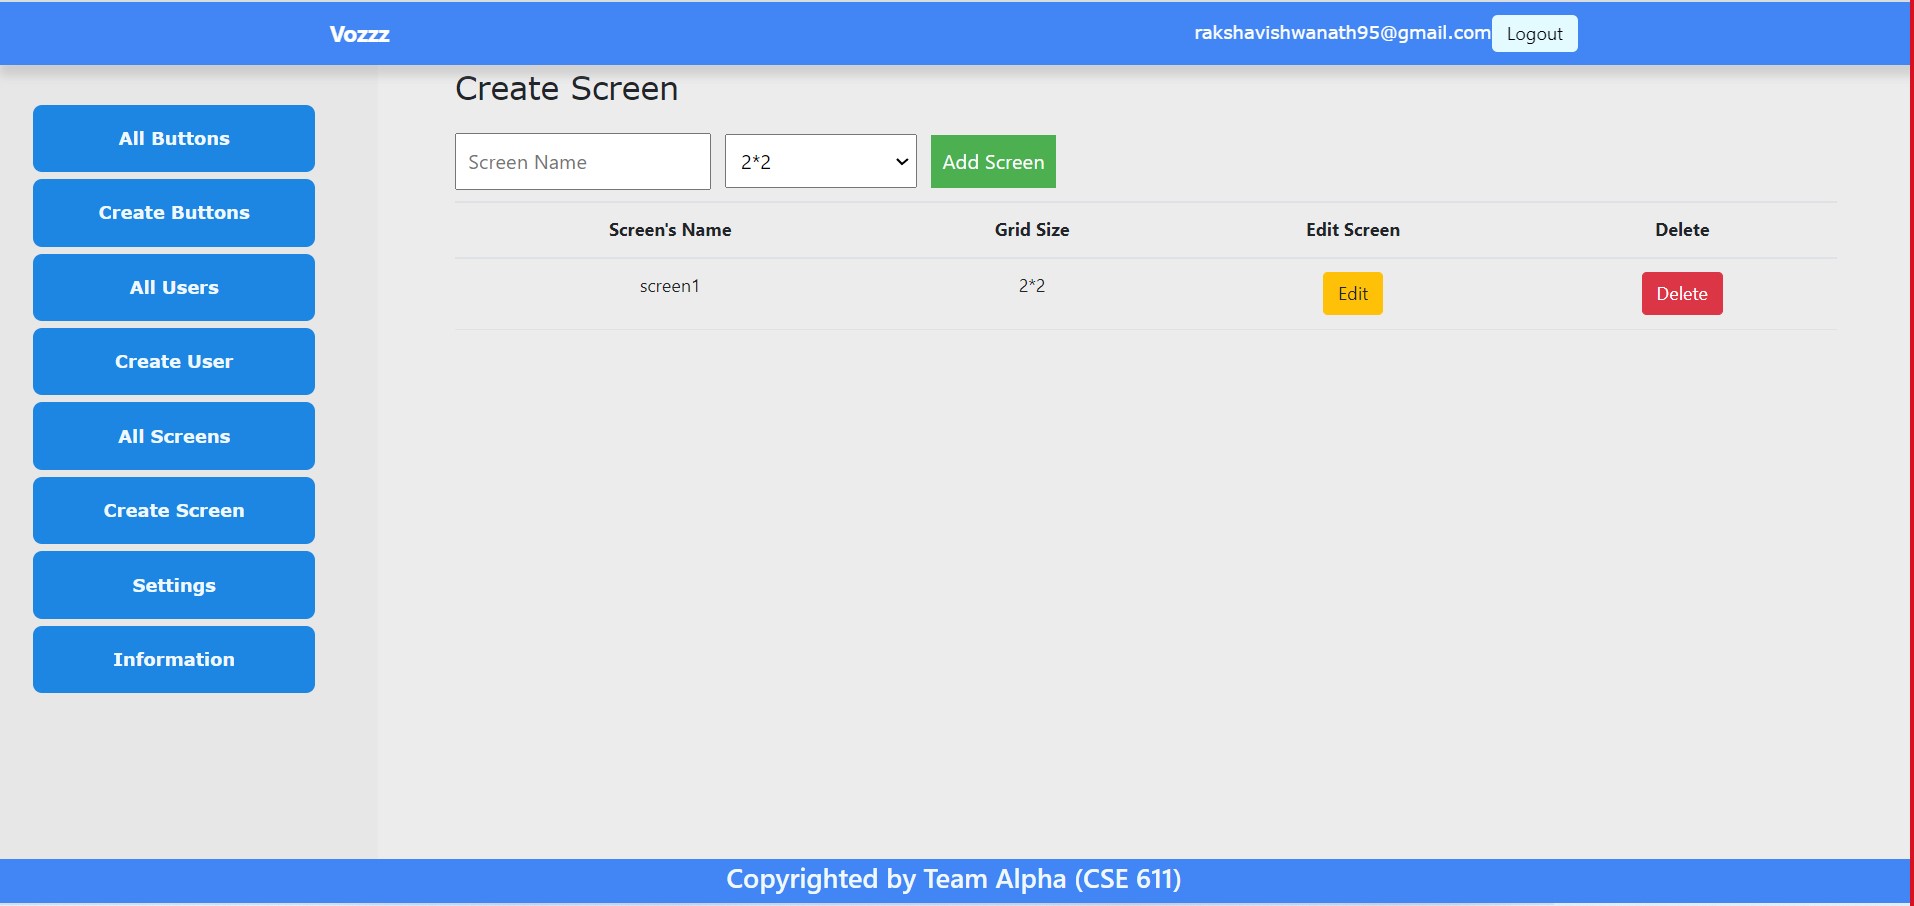 Vozzz
rakshavishwanath95@gmail.com Logout
Create Screen
All Buttons
Create Buttons
All Users
Create User
All Screens
Create Screen
Settings
Information
Screen Name 2*2 Add Screen
Screen's Name Grid Size Edit Screen Delete
screen1 2*2 Edit Delete
Copyrighted by Team Alpha (CSE 611)